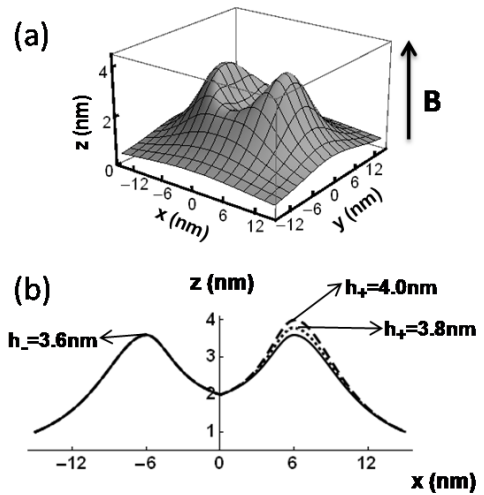 (a)
4
2
0
z (nm)
−12
−6
0
6
12
x (nm)
−12
−6
0
6
12
y (nm)
B
(b)
z (nm)
h₊=4.0nm
h₊=3.8nm
h₋=3.6nm
4
3
2
1
−12
−6
0
6
12
x (nm)